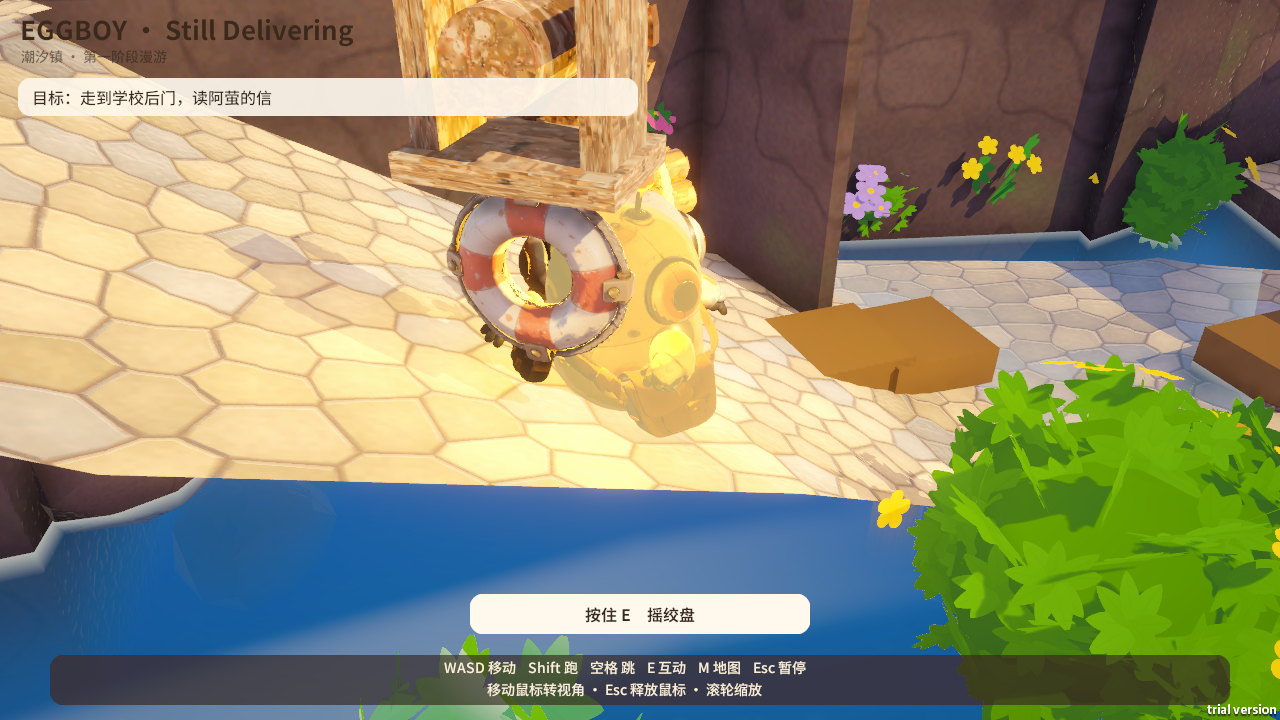 EGGBOY · Still Delivering
潮汐镇 · 第一阶段漫游
目标：走到学校后门，读阿萤的信
按住 E 摇绞盘
WASD 移动 Shift 跑 空格 跳 E 互动 M 地图 Esc 暂停
移动鼠标转视角 · Esc 释放鼠标 · 滚轮缩放
trial version